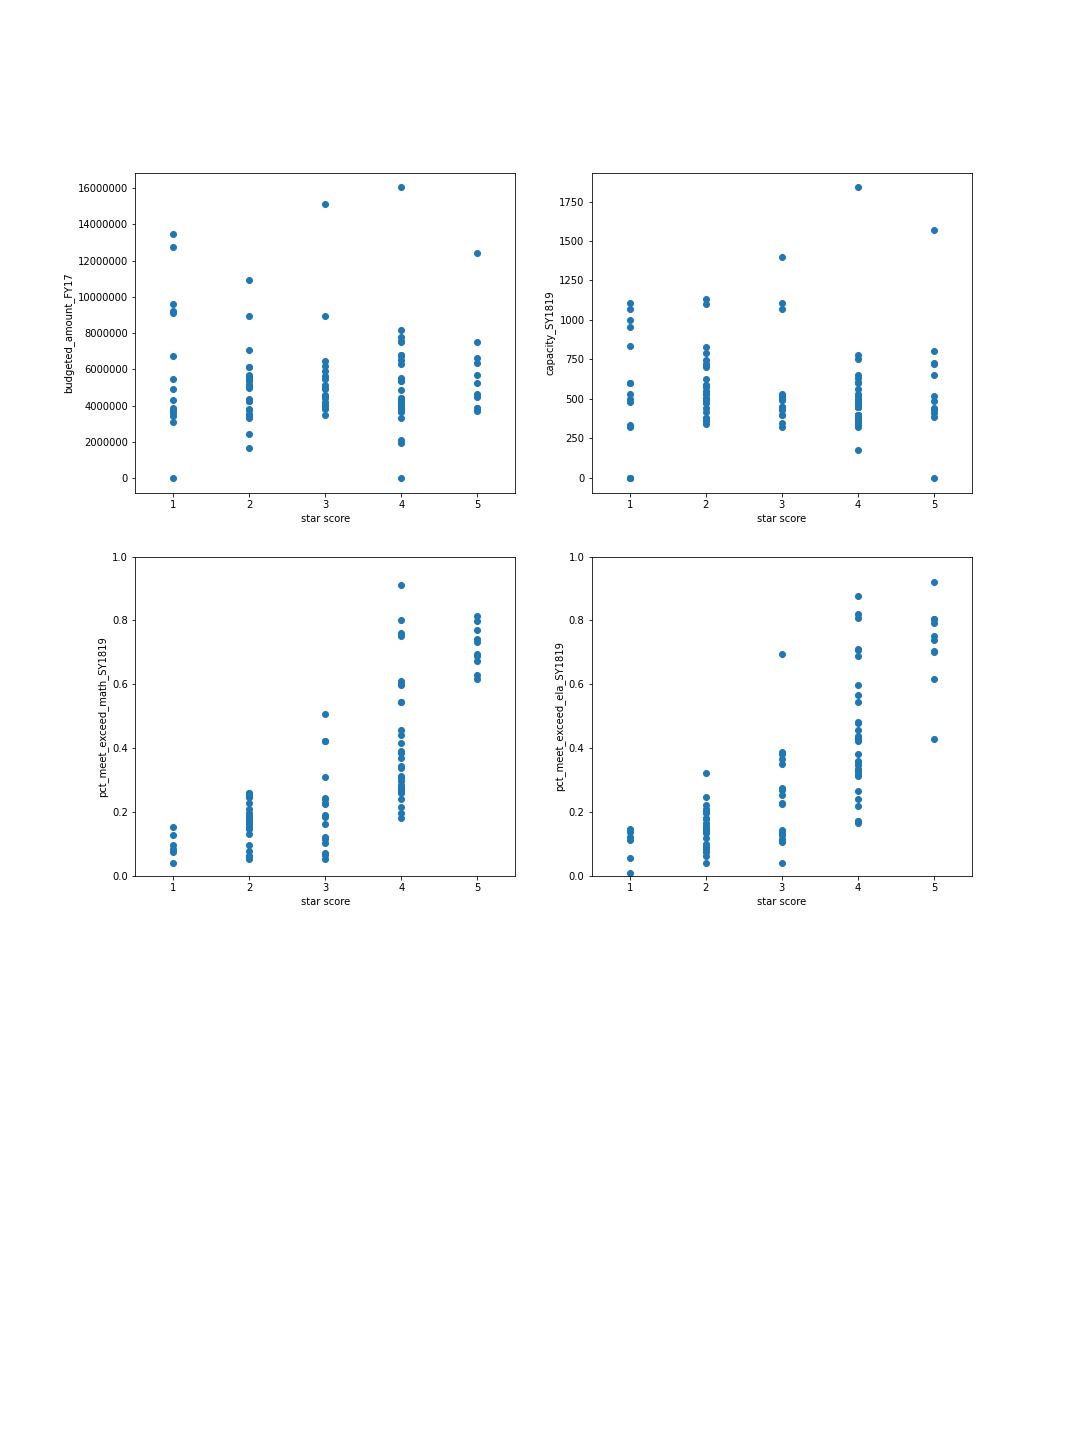 16000000
14000000
12000000
10000000
8000000
6000000
4000000
2000000
0
budgeted_amount_FY17
1 2 3 4 5
star score
1750
1500
1250
1000
750
500
250
0
capacity_SY1819
1 2 3 4 5
star score
1.0
0.8
0.6
0.4
0.2
0.0
pct_meet_exceed_math_SY1819
1 2 3 4 5
star score
1.0
0.8
0.6
0.4
0.2
0.0
pct_meet_exceed_ela_SY1819
1 2 3 4 5
star score